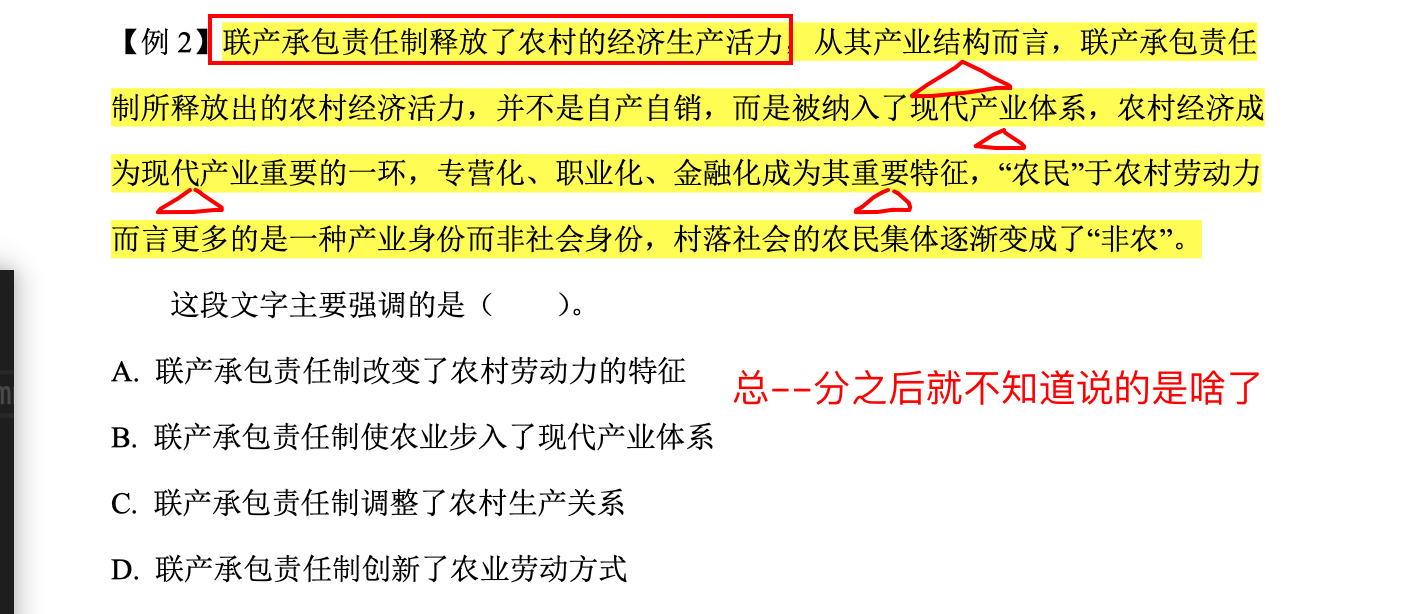 【例 2】联产承包责任制释放了农村的经济生产活力，从其产业结构而言，联产承包责任
制所释放出的农村经济活力，并不是自产自销，而是被纳入了现代产业体系，农村经济成
为现代产业重要的一环，专营化、职业化、金融化成为其重要特征，“农民”于农村劳动力
而言更多的是一种产业身份而非社会身份，村落社会的农民集体逐渐变成了“非农”。
这段文字主要强调的是（　　）。
A. 联产承包责任制改变了农村劳动力的特征
总--分之后就不知道说的是啥了
B. 联产承包责任制使农业步入了现代产业体系
C. 联产承包责任制调整了农村生产关系
D. 联产承包责任制创新了农业劳动方式